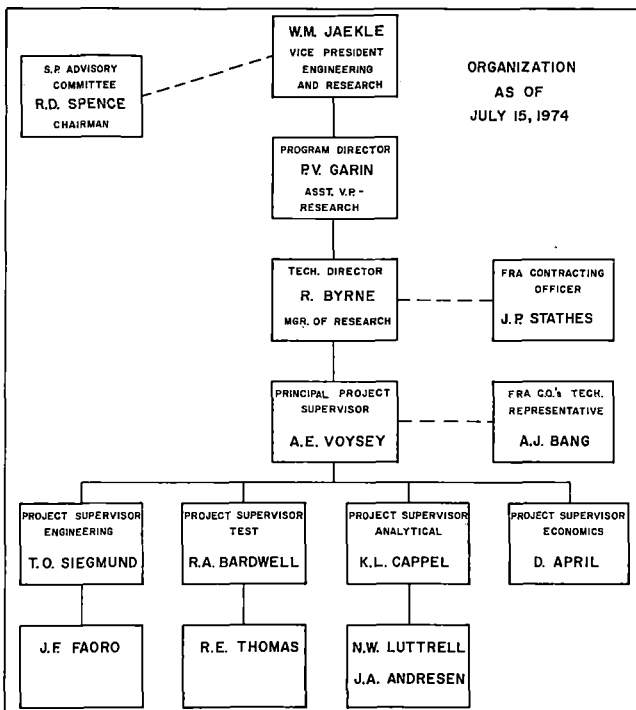 W.M. JAEKLE
VICE PRESIDENT
ENGINEERING
AND RESEARCH
S.P. ADVISORY
COMMITTEE
R.D. SPENCE
CHAIRMAN
ORGANIZATION
AS OF
JULY 15, 1974
PROGRAM DIRECTOR
P.V. GARIN
ASST. V.P.-
RESEARCH
TECH. DIRECTOR
R. BYRNE
MGR. OF RESEARCH
FRA CONTRACTING
OFFICER
J.P. STATHES
PRINCIPAL PROJECT
SUPERVISOR
A.E. VOYSEY
FRA C.O.'s TECH.
REPRESENTATIVE
A.J. BANG
PROJECT SUPERVISOR
ENGINEERING
T.O. SIEGMUND
PROJECT SUPERVISOR
TEST
R.A. BARDWELL
PROJECT SUPERVISOR
ANALYTICAL
K.L. CAPPEL
PROJECT SUPERVISOR
ECONOMICS
D. APRIL
J.F. FAORO
R.E. THOMAS
N.W. LUTTRELL
J.A. ANDRESEN